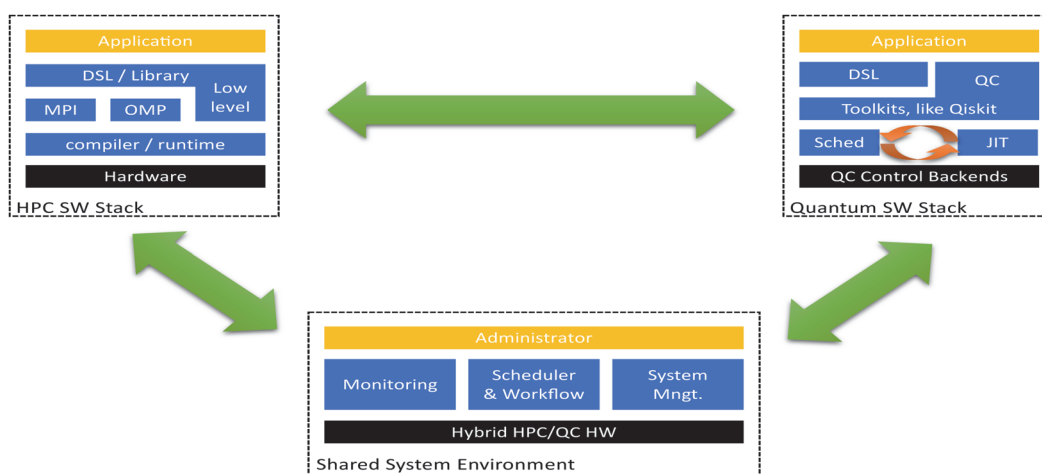 Application
DSL / Library
Low
level
MPI
OMP
compiler / runtime
Hardware
HPC SW Stack
Application
DSL
QC
Toolkits, like Qiskit
Sched
JIT
QC Control Backends
Quantum SW Stack
Administrator
Monitoring
Scheduler
& Workflow
System
Mngt.
Hybrid HPC/QC HW
Shared System Environment